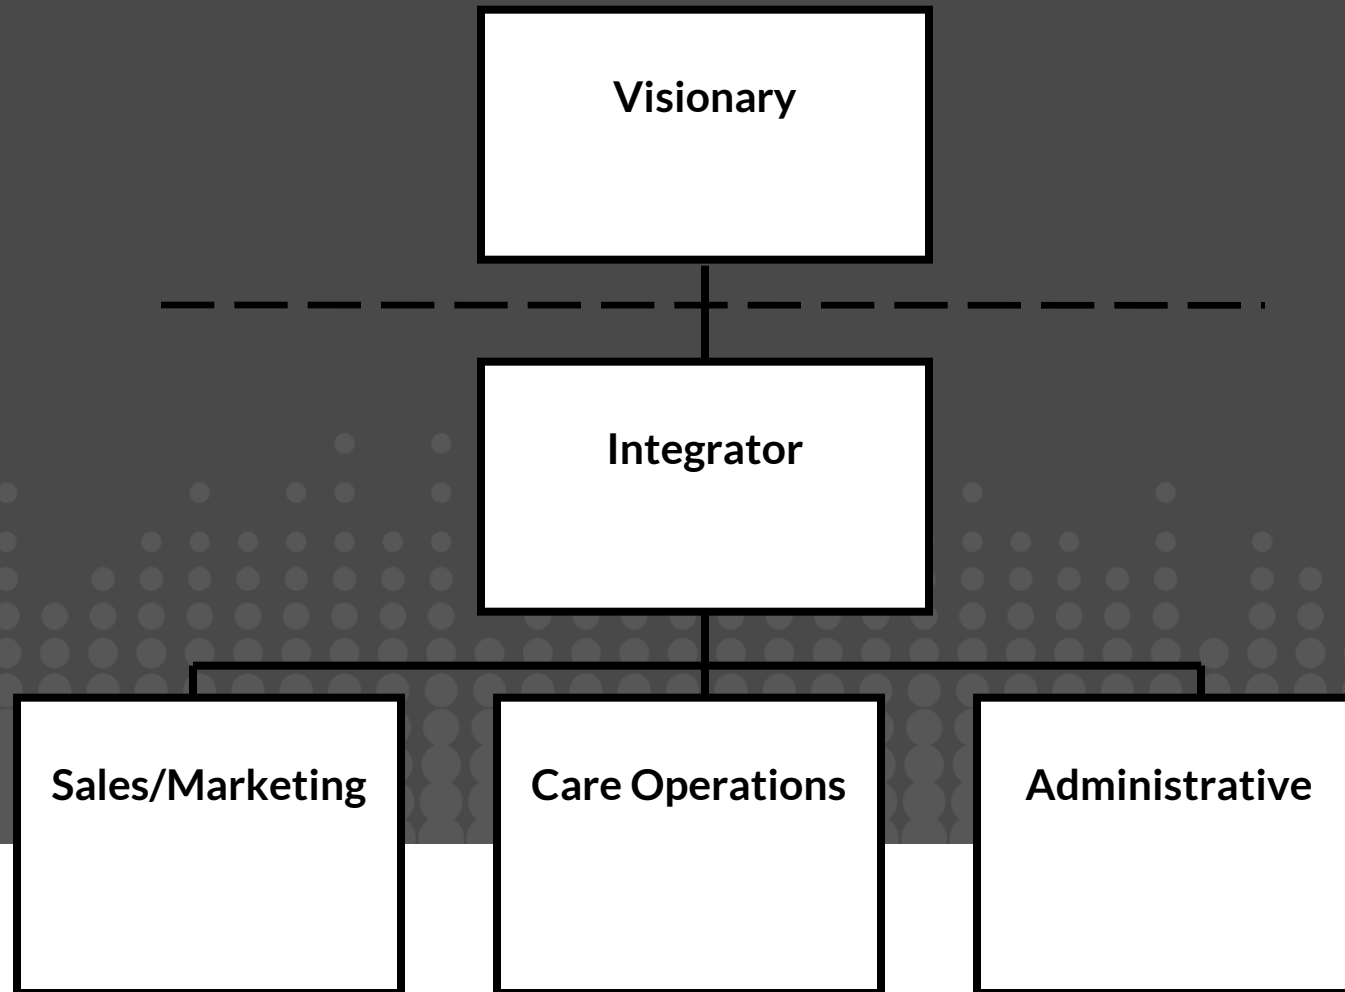 Visionary
Integrator
Sales/Marketing
Care Operations
Administrative